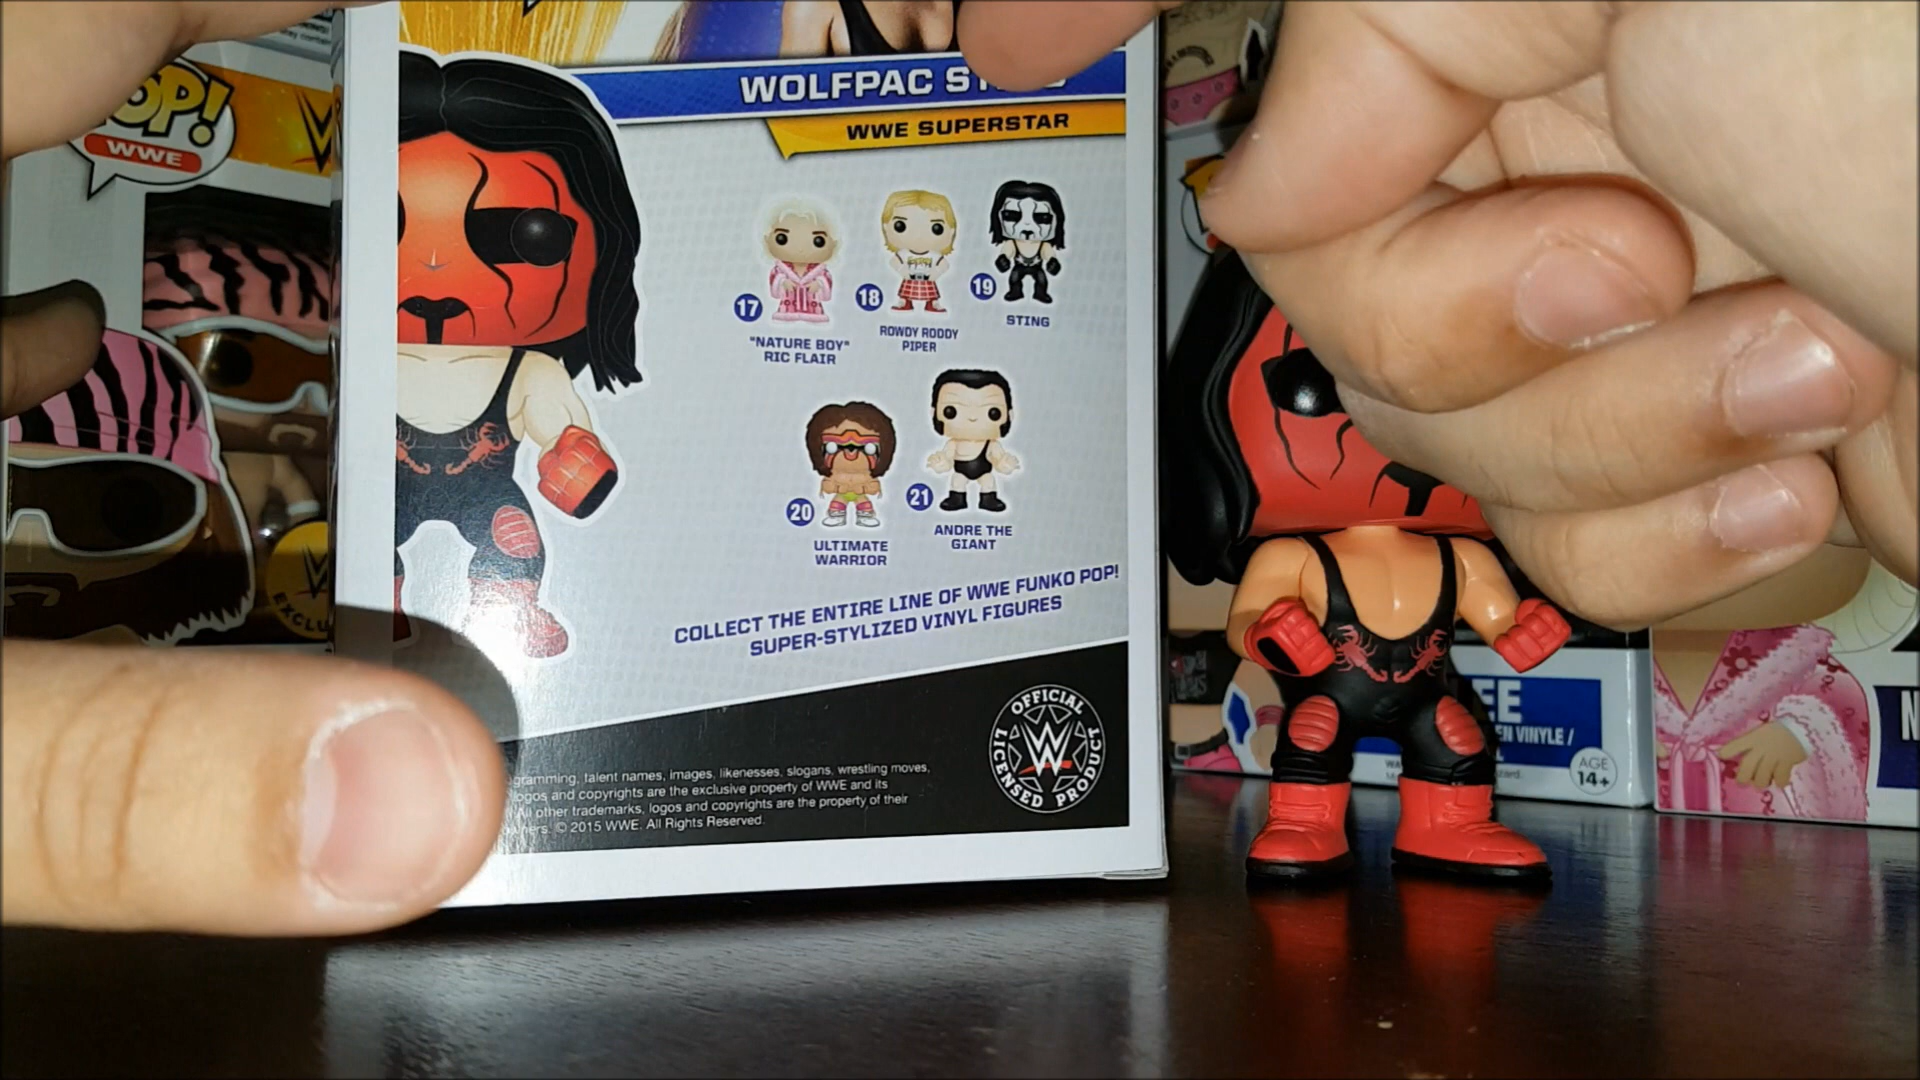 POP!
WWE
WOLFPAC
WWE SUPERSTAR
17
"NATURE BOY"
RIC FLAIR
18
ROWDY RODDY
PIPER
19
STING
20
ULTIMATE
WARRIOR
21
ANDRE THE
GIANT
COLLECT THE ENTIRE LINE OF WWE FUNKO POP!
SUPER-STYLIZED VINYL FIGURES
OFFICIAL
LICENSED PRODUCT
gramming, talent names, images, likenesses, slogans, wrestling moves,
logos and copyrights are the exclusive property of WWE and its
All other trademarks, logos and copyrights are the property of their
© 2015 WWE. All Rights Reserved.
EXCLU
EE
EN VINYLE /
AGE
14+
N